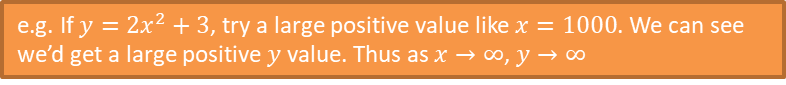 e.g. If 𝑦 = 2𝑥² + 3, try a large positive value like 𝑥 = 1000. We can see
we’d get a large positive 𝑦 value. Thus as 𝑥 → ∞, 𝑦 → ∞